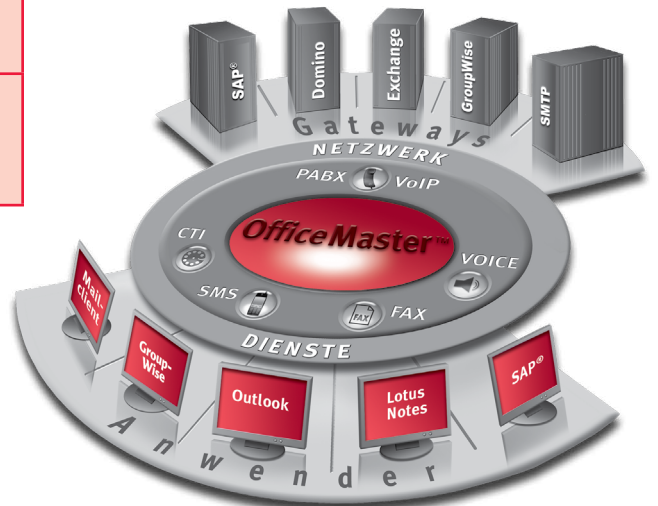 SAP®
Domino
Exchange
GroupWise
SMTP
Gateways
NETZWERK
PABX VoIP
OfficeMaster™
CTI
VOICE
SMS
FAX
FAX
DIENSTE
Mail-
client
Group-
Wise
Outlook
Lotus
Notes
SAP®
Anwender